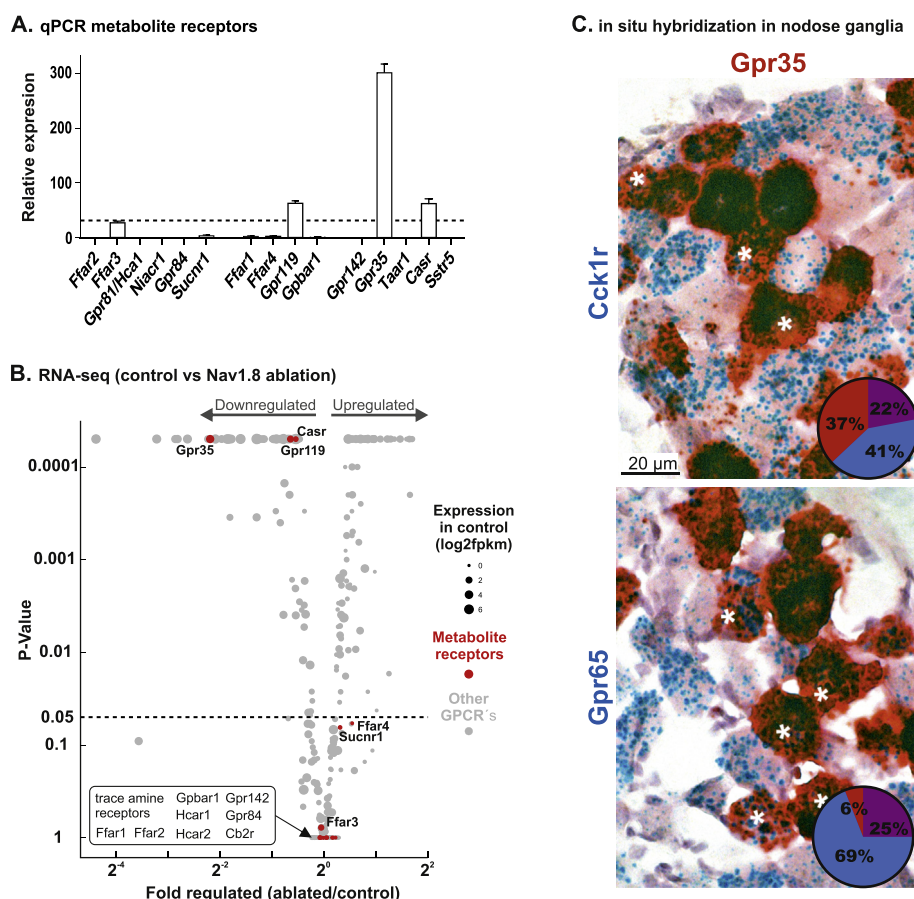 A. qPCR metabolite receptors
Relative expression
300
200
100
0
Ffar2
Ffar3
Gpr81/Hca1
Niacr1
Gpr84
Sucnr1
Ffar1
Ffar4
Gpr119
Gpbar1
Gpr142
Gpr35
Taar1
Casr
Sstr5
B. RNA-seq (control vs Nav1.8 ablation)
Downregulated
Upregulated
Casr
Gpr35
Gpr119
P-Value
0.0001
0.001
0.01
0.05
0.1
1
Ffar4
Sucnr1
Ffar3
trace amine
receptors
Ffar1 Ffar2
Gpbar1 Gpr142
Hcar1 Gpr84
Hcar2 Cb2r
2-4
2-2
20
22
Fold regulated (ablated/control)
Expression
in control
(log2fpkm)
0
2
4
6
Metabolite
receptors
Other
GPCR´s
C. in situ hybridization in nodose ganglia
Gpr35
Cck1r
*
*
*
37%
22%
41%
20 µm
Gpr65
*
*
*
*
*
6%
25%
69%